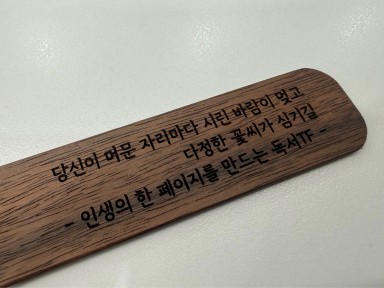 당신이 머문 자리마다 시린 바람이 멎고
다정한 꽃씨가 심기길
- 인생의 한 페이지를 만드는 독서TF -